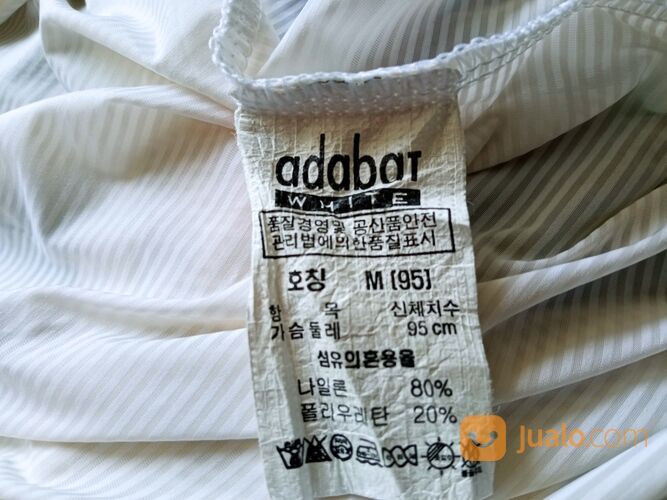 adabat
WHITE
품질경영및 공산품안전
관리법에의한품질표시
호칭 M [95]
항 목 신체치수
가슴둘레 95 cm
섬유의혼용율
나일론 80%
폴리우레탄 20%
Jualo.com